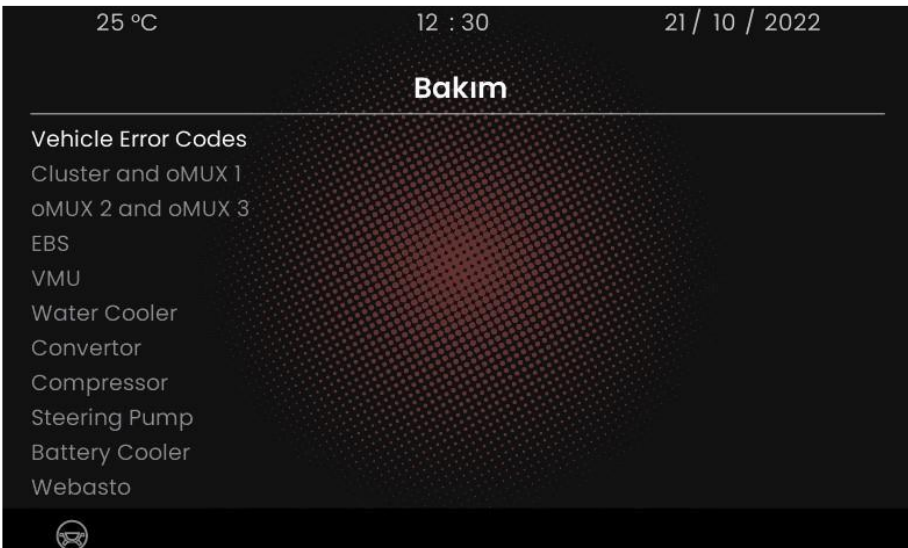 25 °C 12 : 30 21 / 10 / 2022
Bakım
Vehicle Error Codes
Cluster and oMUX 1
oMUX 2 and oMUX 3
EBS
VMU
Water Cooler
Convertor
Compressor
Steering Pump
Battery Cooler
Webasto